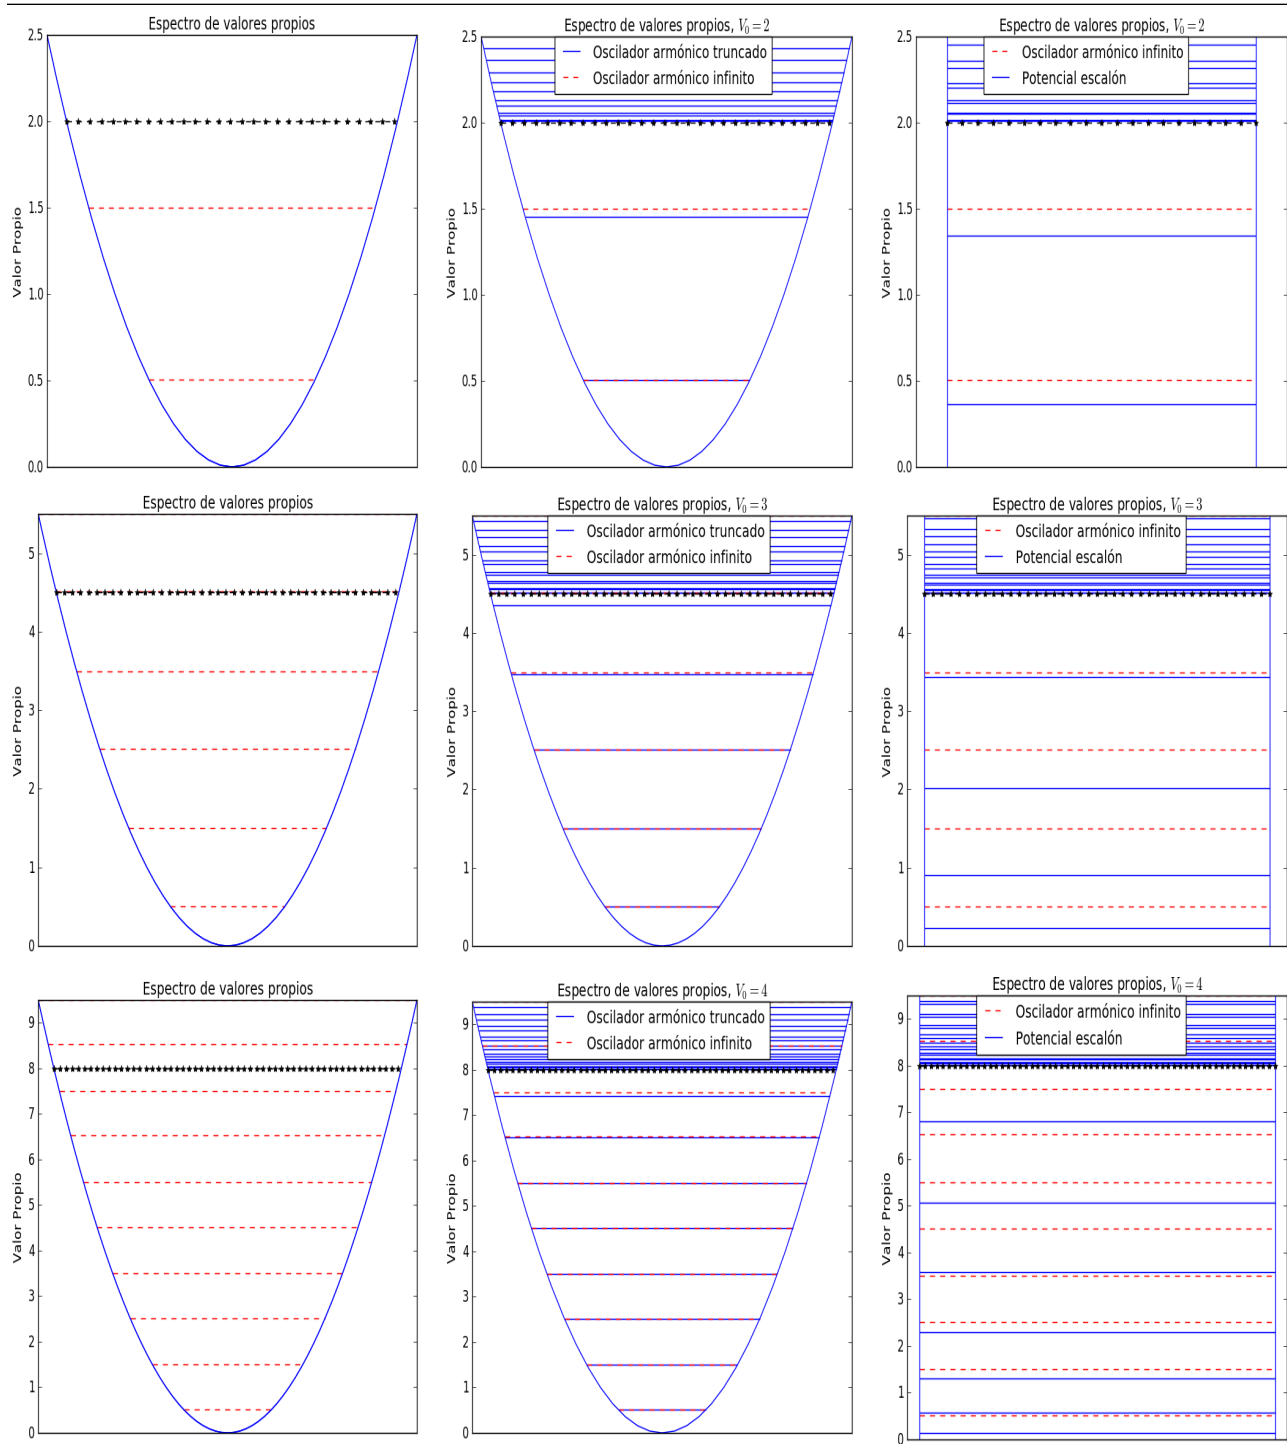 Espectro de valores propios
2.5
2.0
1.5
1.0
0.5
0.0
Valor Propio
Espectro de valores propios, V₀ = 2
Oscilador armónico truncado
Oscilador armónico infinito
2.5
2.0
1.5
1.0
0.5
0.0
Valor Propio
Espectro de valores propios, V₀ = 2
Oscilador armónico infinito
Potencial escalón
2.5
2.0
1.5
1.0
0.5
0.0
Valor Propio
Espectro de valores propios
5
4
3
2
1
0
Valor Propio
Espectro de valores propios, V₀ = 3
Oscilador armónico truncado
Oscilador armónico infinito
5
4
3
2
1
0
Valor Propio
Espectro de valores propios, V₀ = 3
Oscilador armónico infinito
Potencial escalón
5
4
3
2
1
0
Valor Propio
Espectro de valores propios
9
8
7
6
5
4
3
2
1
0
Valor Propio
Espectro de valores propios, V₀ = 4
Oscilador armónico truncado
Oscilador armónico infinito
9
8
7
6
5
4
3
2
1
0
Valor Propio
Espectro de valores propios, V₀ = 4
Oscilador armónico infinito
Potencial escalón
9
8
7
6
5
4
3
2
1
0
Valor Propio